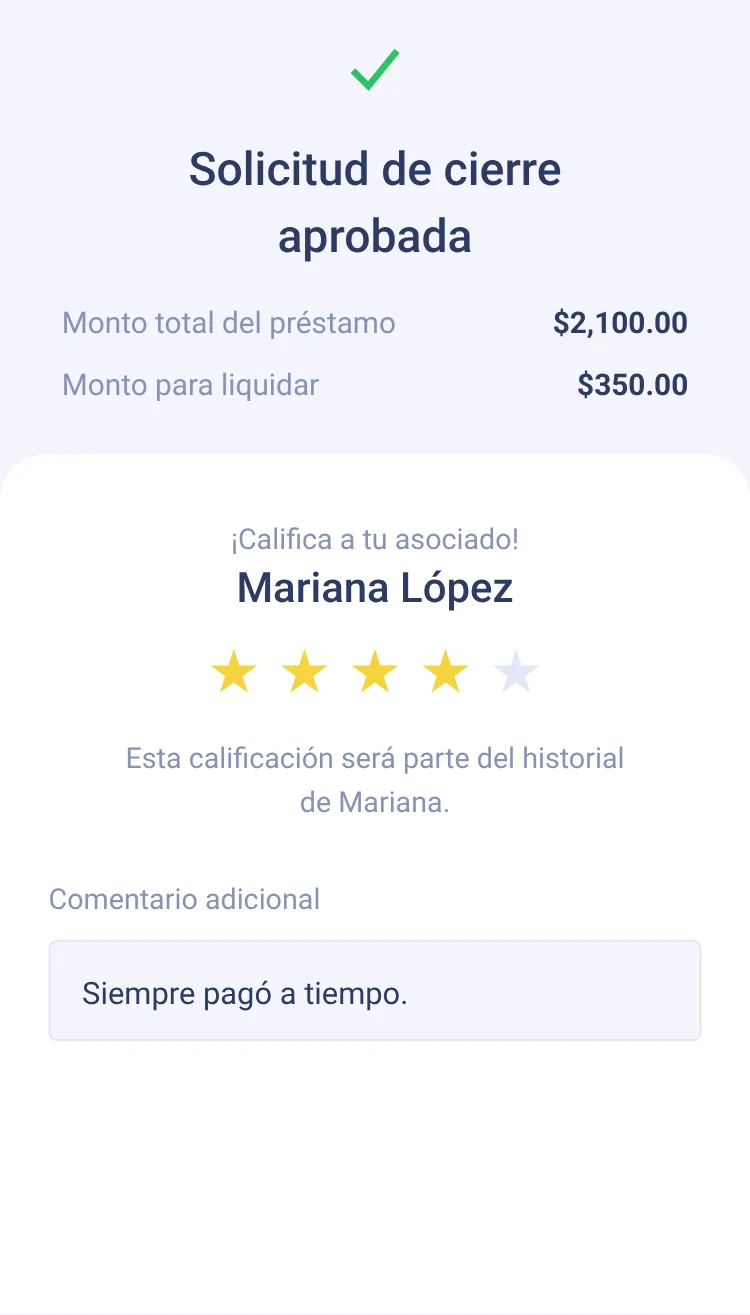 Solicitud de cierre
aprobada
Monto total del préstamo $2,100.00
Monto para liquidar $350.00
¡Califica a tu asociado!
Mariana López
Esta calificación será parte del historial
de Mariana.
Comentario adicional
Siempre pagó a tiempo.